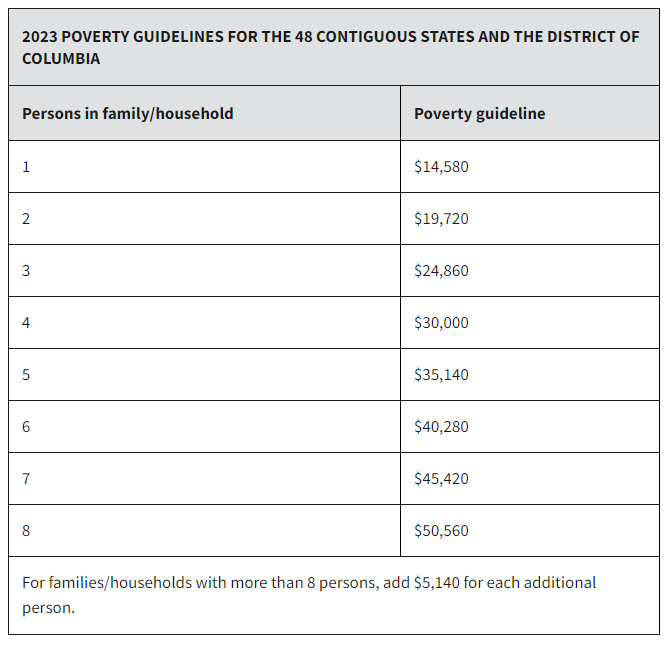 2023 POVERTY GUIDELINES FOR THE 48 CONTIGUOUS STATES AND THE DISTRICT OF
COLUMBIA
Persons in family/household Poverty guideline
1 $14,580
2 $19,720
3 $24,860
4 $30,000
5 $35,140
6 $40,280
7 $45,420
8 $50,560
For families/households with more than 8 persons, add $5,140 for each additional
person.